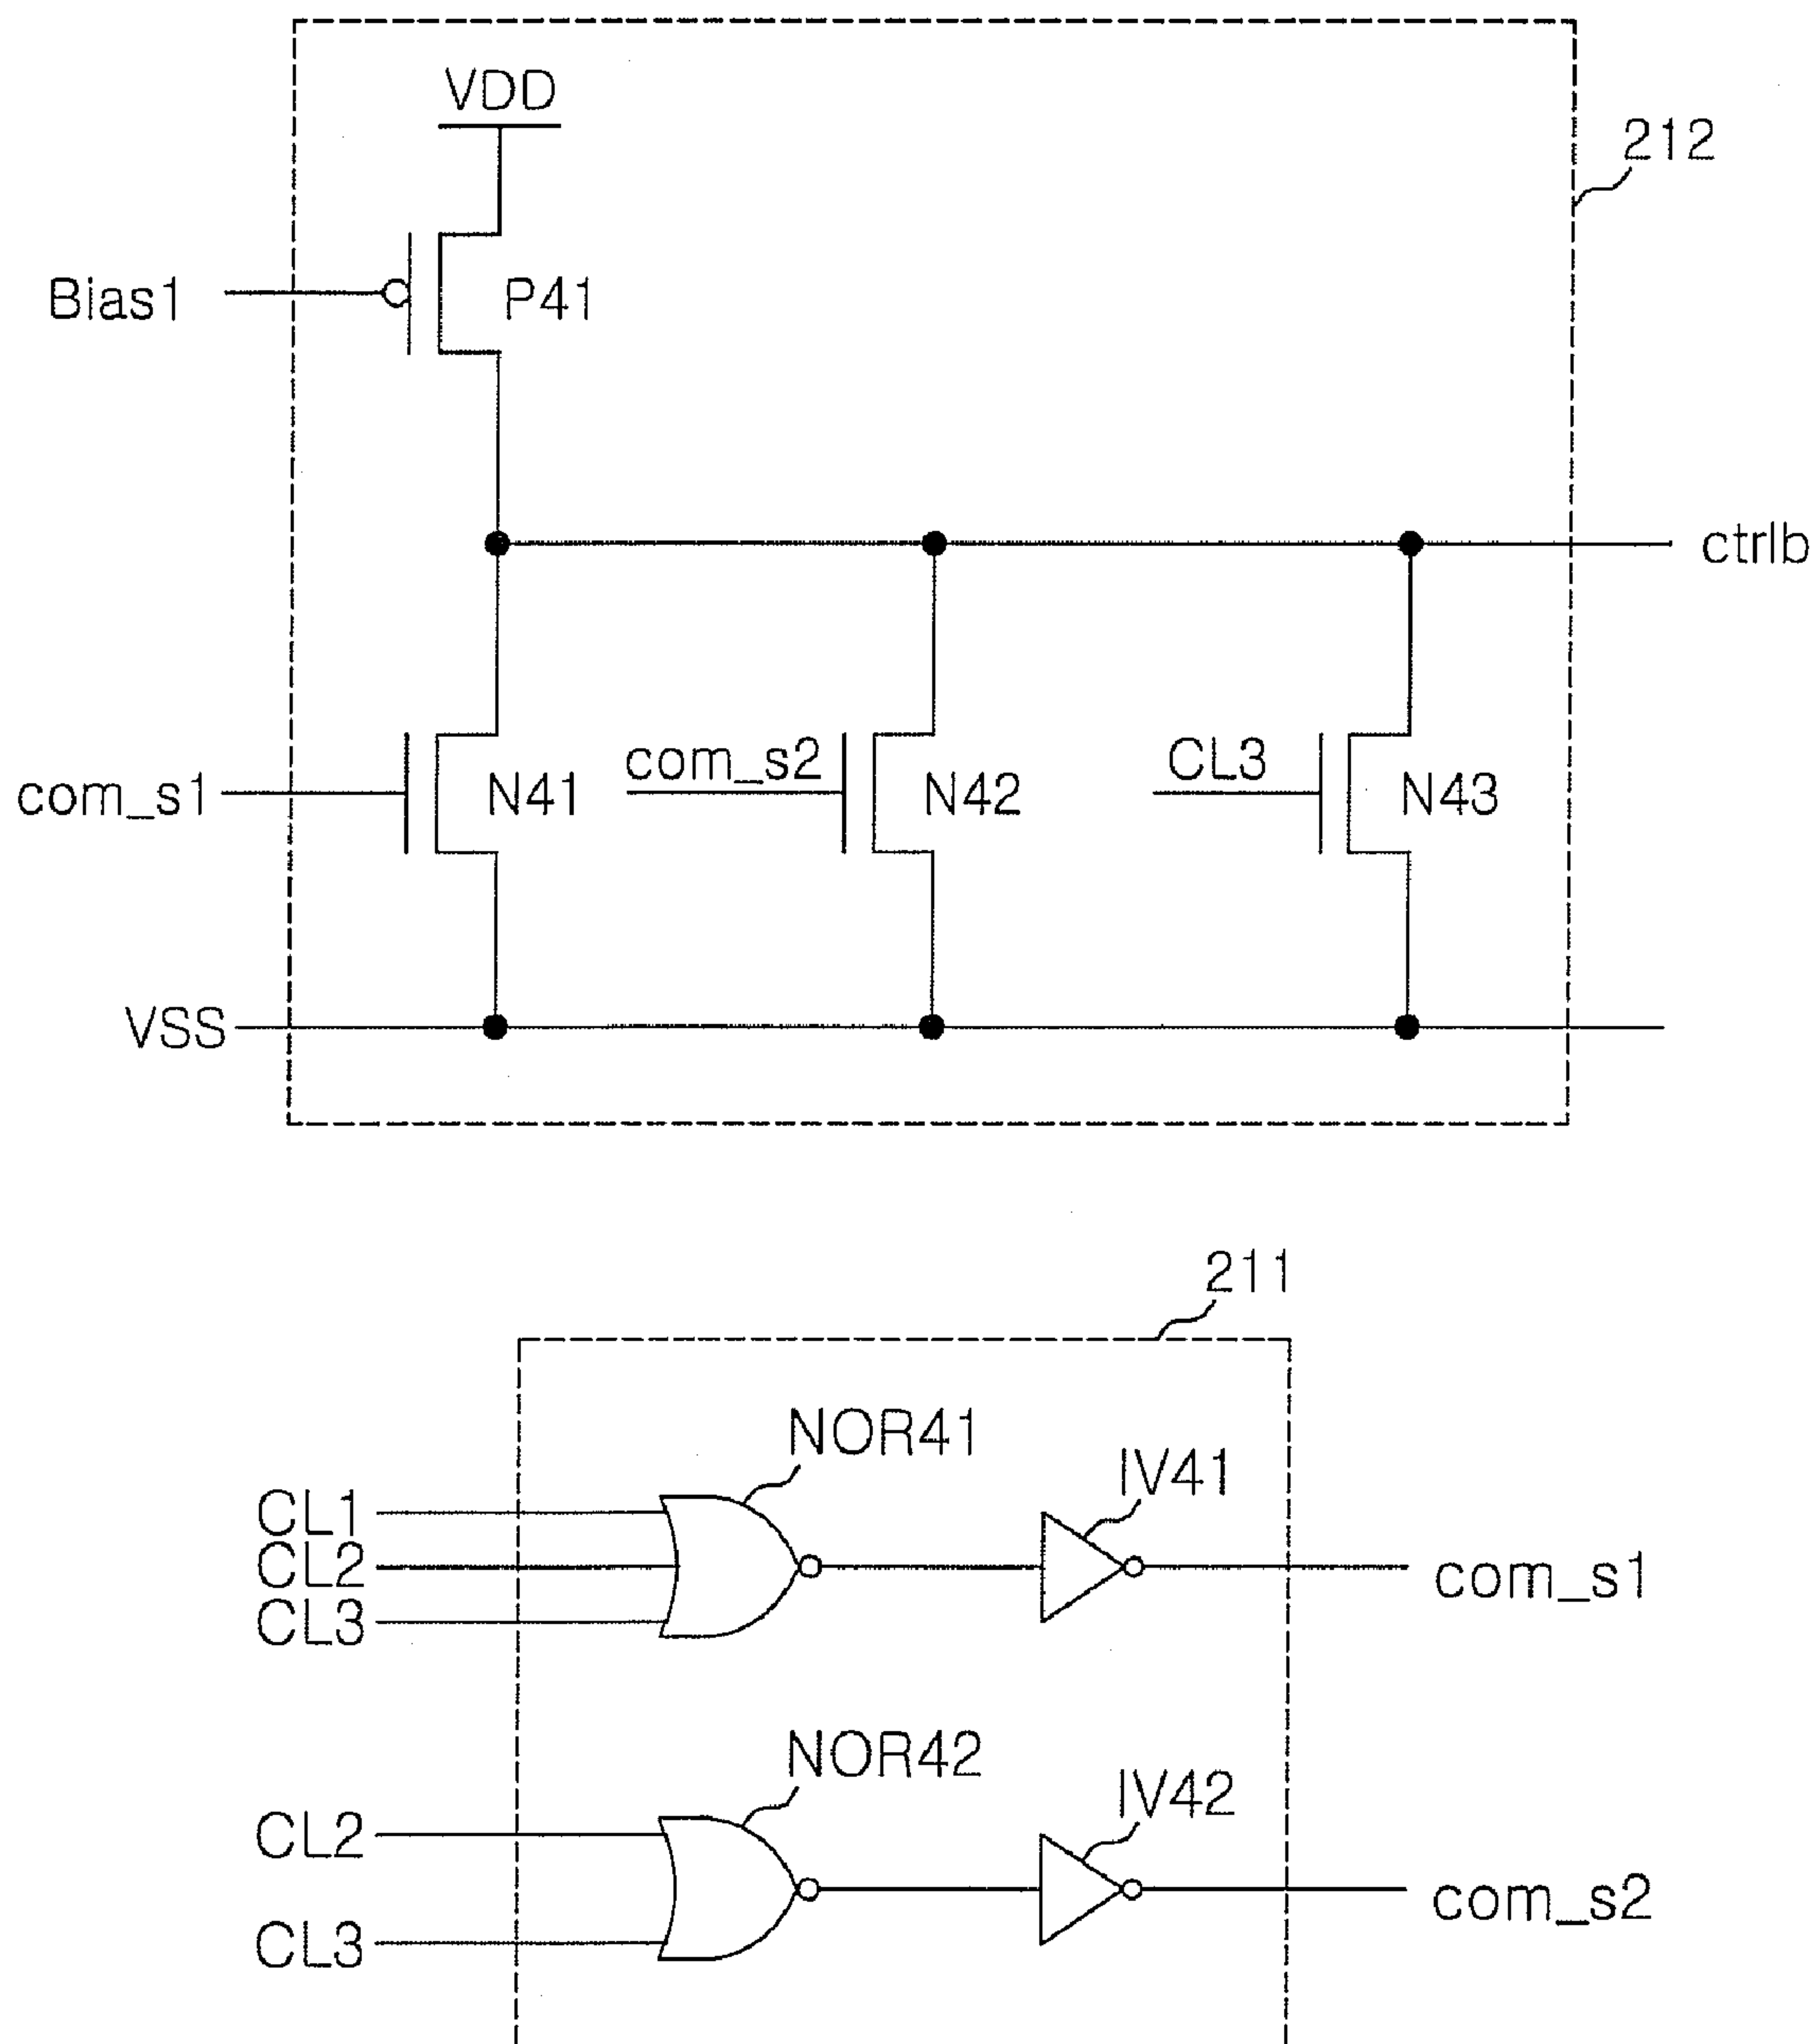 VDD
212
Bias1
P41
ctrlb
com_s1
N41
com_s2
N42
CL3
N43
VSS
211
NOR41
IV41
CL1
CL2
CL3
com_s1
NOR42
IV42
CL2
CL3
com_s2